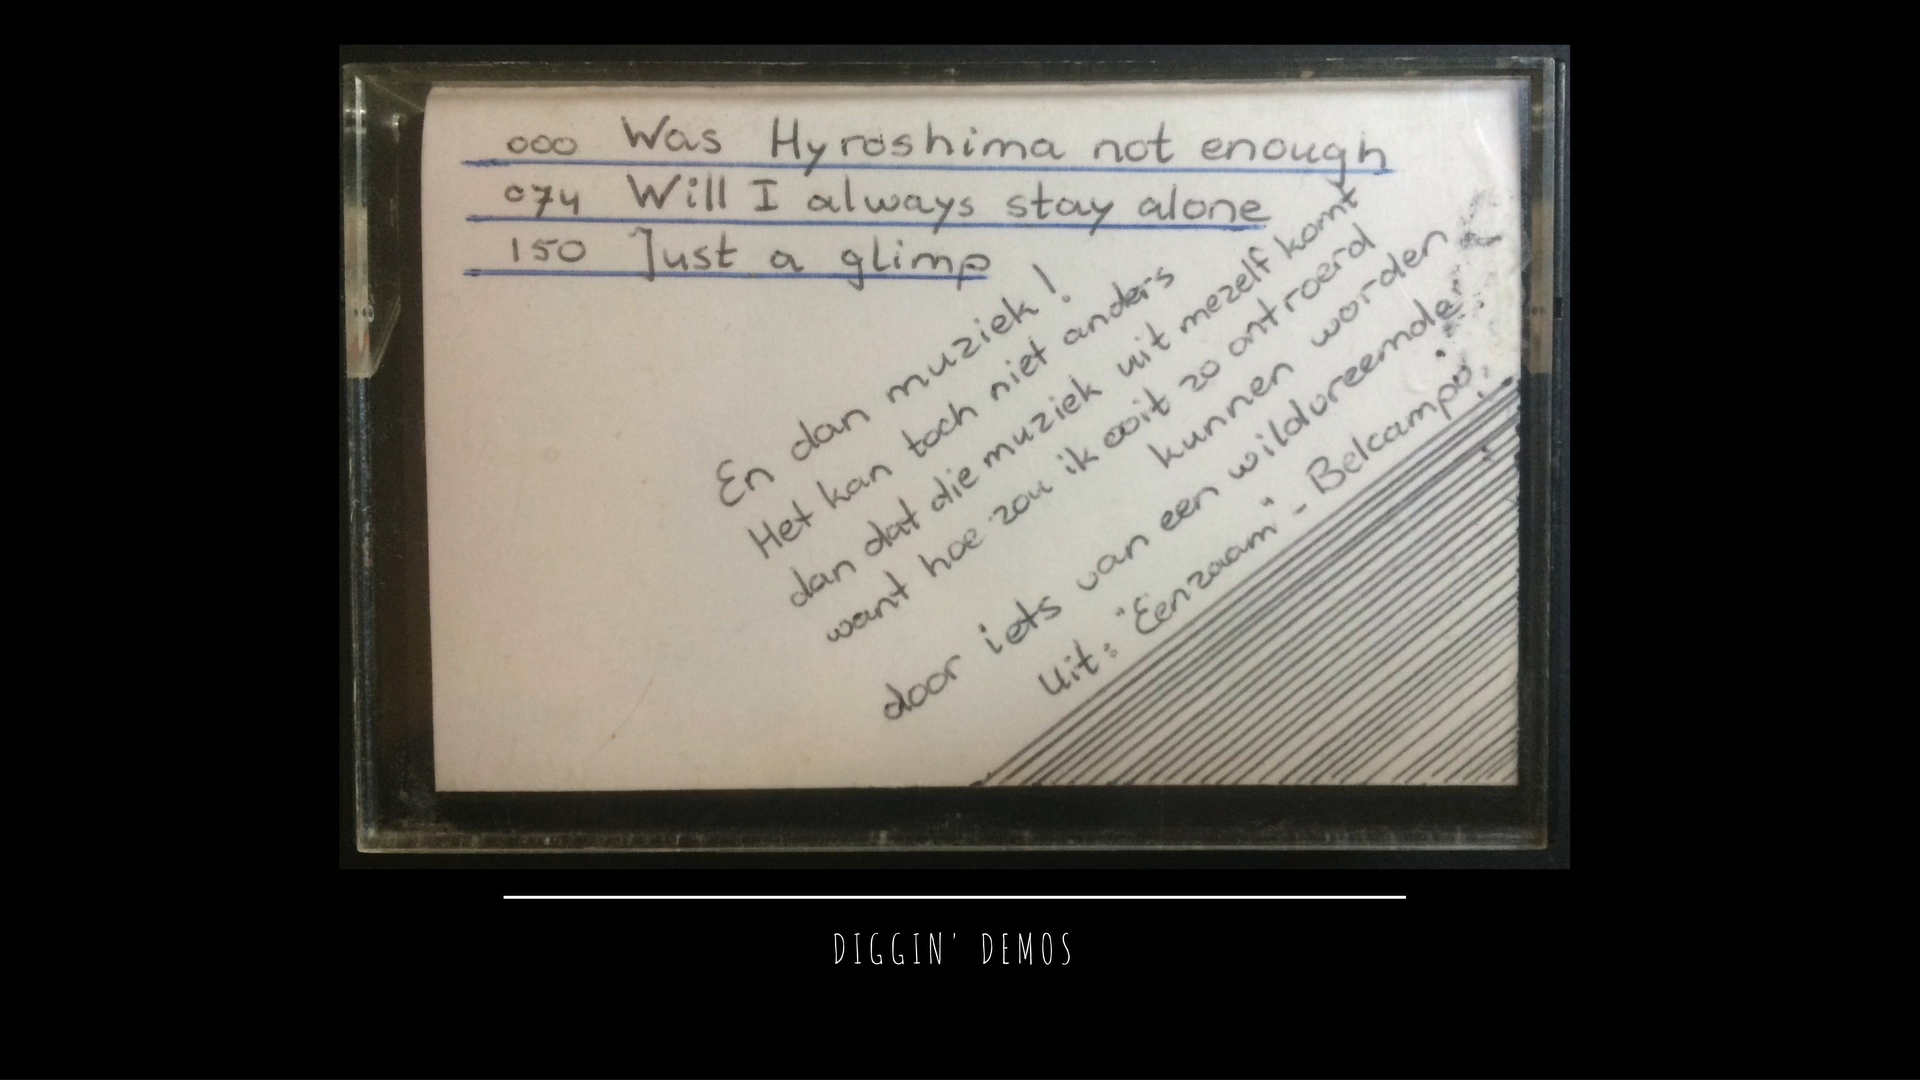 000 Was Hyroshima not enough
074 Will I always stay alone
150 Just a glimp
En dan muziek!
Het kan toch niet anders
dan dat die muziek uit mezelf komt
want hoe zou ik ooit zo ontroerd
kunnen worden
door iets van een wildvreemde.
Uit: "Eenzaam" - Belcampo.
DIGGIN' DEMOS